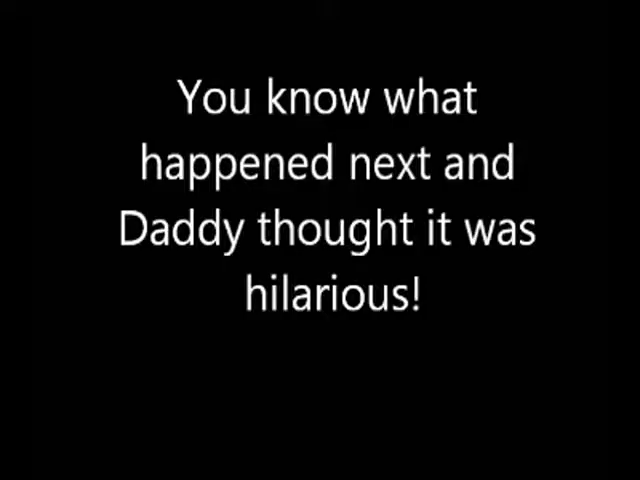 You know what
happened next and
Daddy thought it was
hilarious!